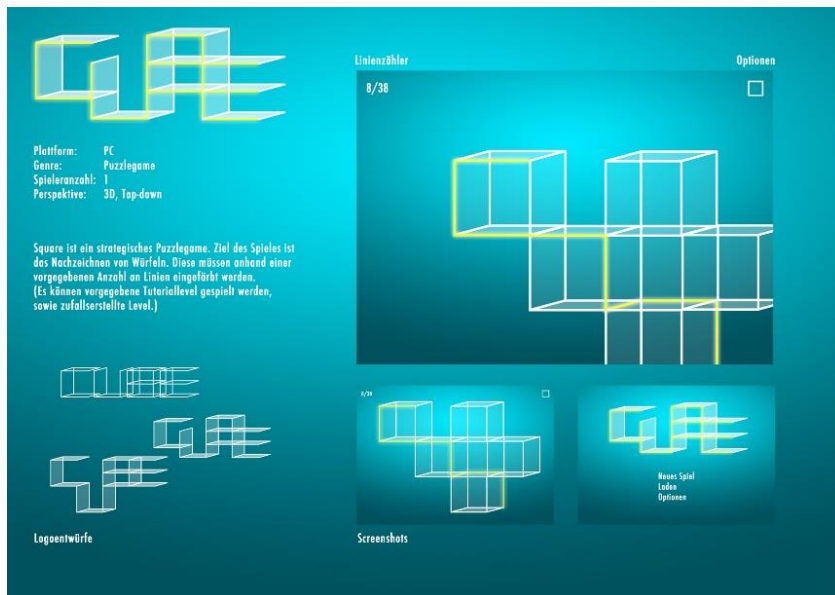 Plattform: PC
Genre: Puzzlegame
Spieleranzahl: 1
Perspektive: 3D, Top-down
Square ist ein strategisches Puzzlegame. Ziel des Spieles ist
das Nachzeichnen von Würfeln. Diese müssen anhand einer
vorgegebenen Anzahl an Linien eingefärbt werden.
(Es können vorgegebene Tutoriallevel gespielt werden,
sowie zufallserstellte Level.)
Logoentwürfe
Linienzähler
Optionen
8/38
8/38
Neues Spiel
Laden
Optionen
Screenshots